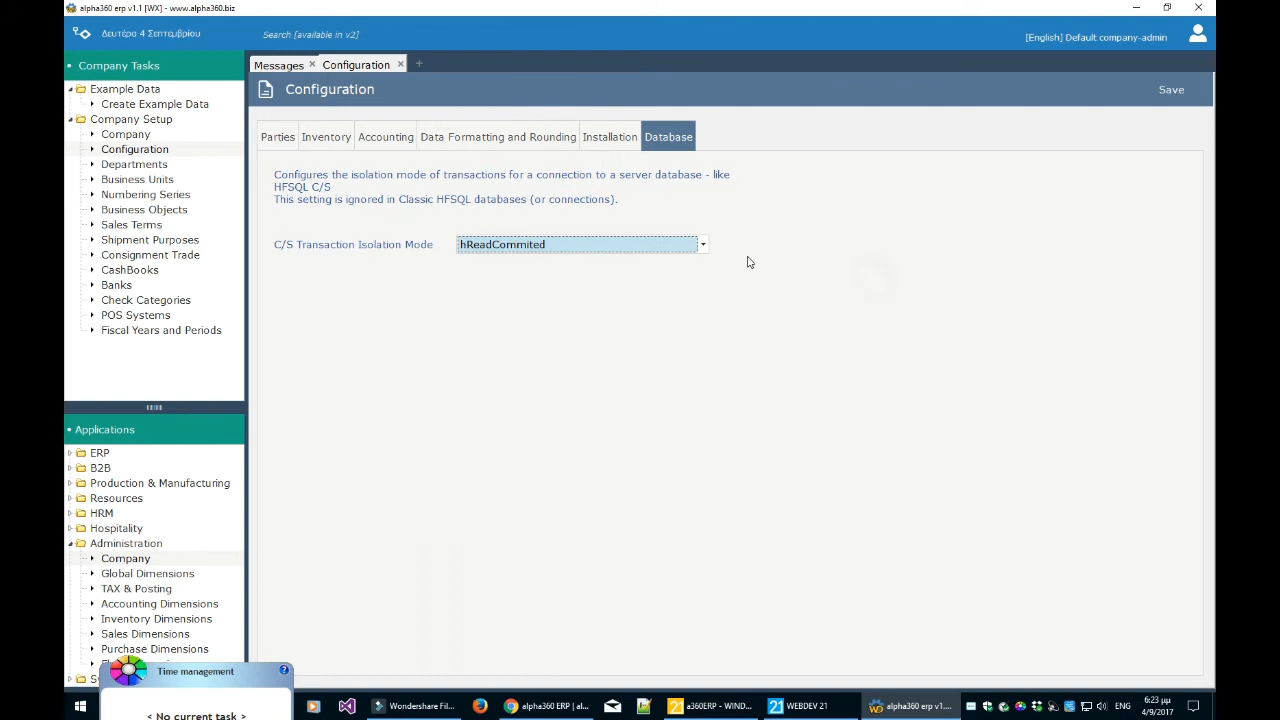 alpha360 erp v1.1 [WX] - www.alpha360.biz
Δευτέρα 4 Σεπτεμβρίου
Search [available in v2]
[English] Default company-admin
Company Tasks
Example Data
Create Example Data
Company Setup
Company
Configuration
Departments
Business Units
Numbering Series
Business Objects
Sales Terms
Shipment Purposes
Consignment Trade
CashBooks
Banks
Check Categories
POS Systems
Fiscal Years and Periods
Applications
ERP
B2B
Production & Manufacturing
Resources
HRM
Hospitality
Administration
Company
Global Dimensions
TAX & Posting
Accounting Dimensions
Inventory Dimensions
Sales Dimensions
Purchase Dimensions
Messages
Configuration
Configuration
Save
Parties
Inventory
Accounting
Data Formatting and Rounding
Installation
Database
Configures the isolation mode of transactions for a connection to a server database - like
HFSQL C/S
This setting is ignored in Classic HFSQL databases (or connections).
C/S Transaction Isolation Mode
hReadCommited
Time management
< No current task >
Wondershare Fil...
alpha360 ERP | al...
a360ERP - WIND...
WEBDEV 21
alpha360 erp v1....
ENG
6:23 μμ
4/9/2017